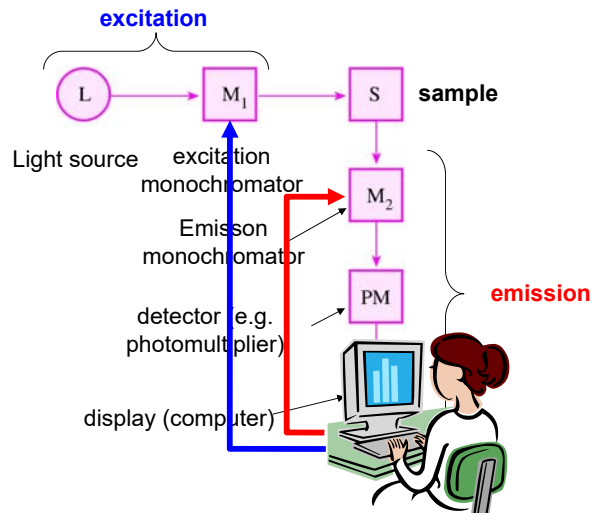 excitation
L
M1
S
sample
Light source
excitation
monochromator
M2
Emisson
monochromator
PM
emission
detector (e.g.
photomultiplier)
display (computer)